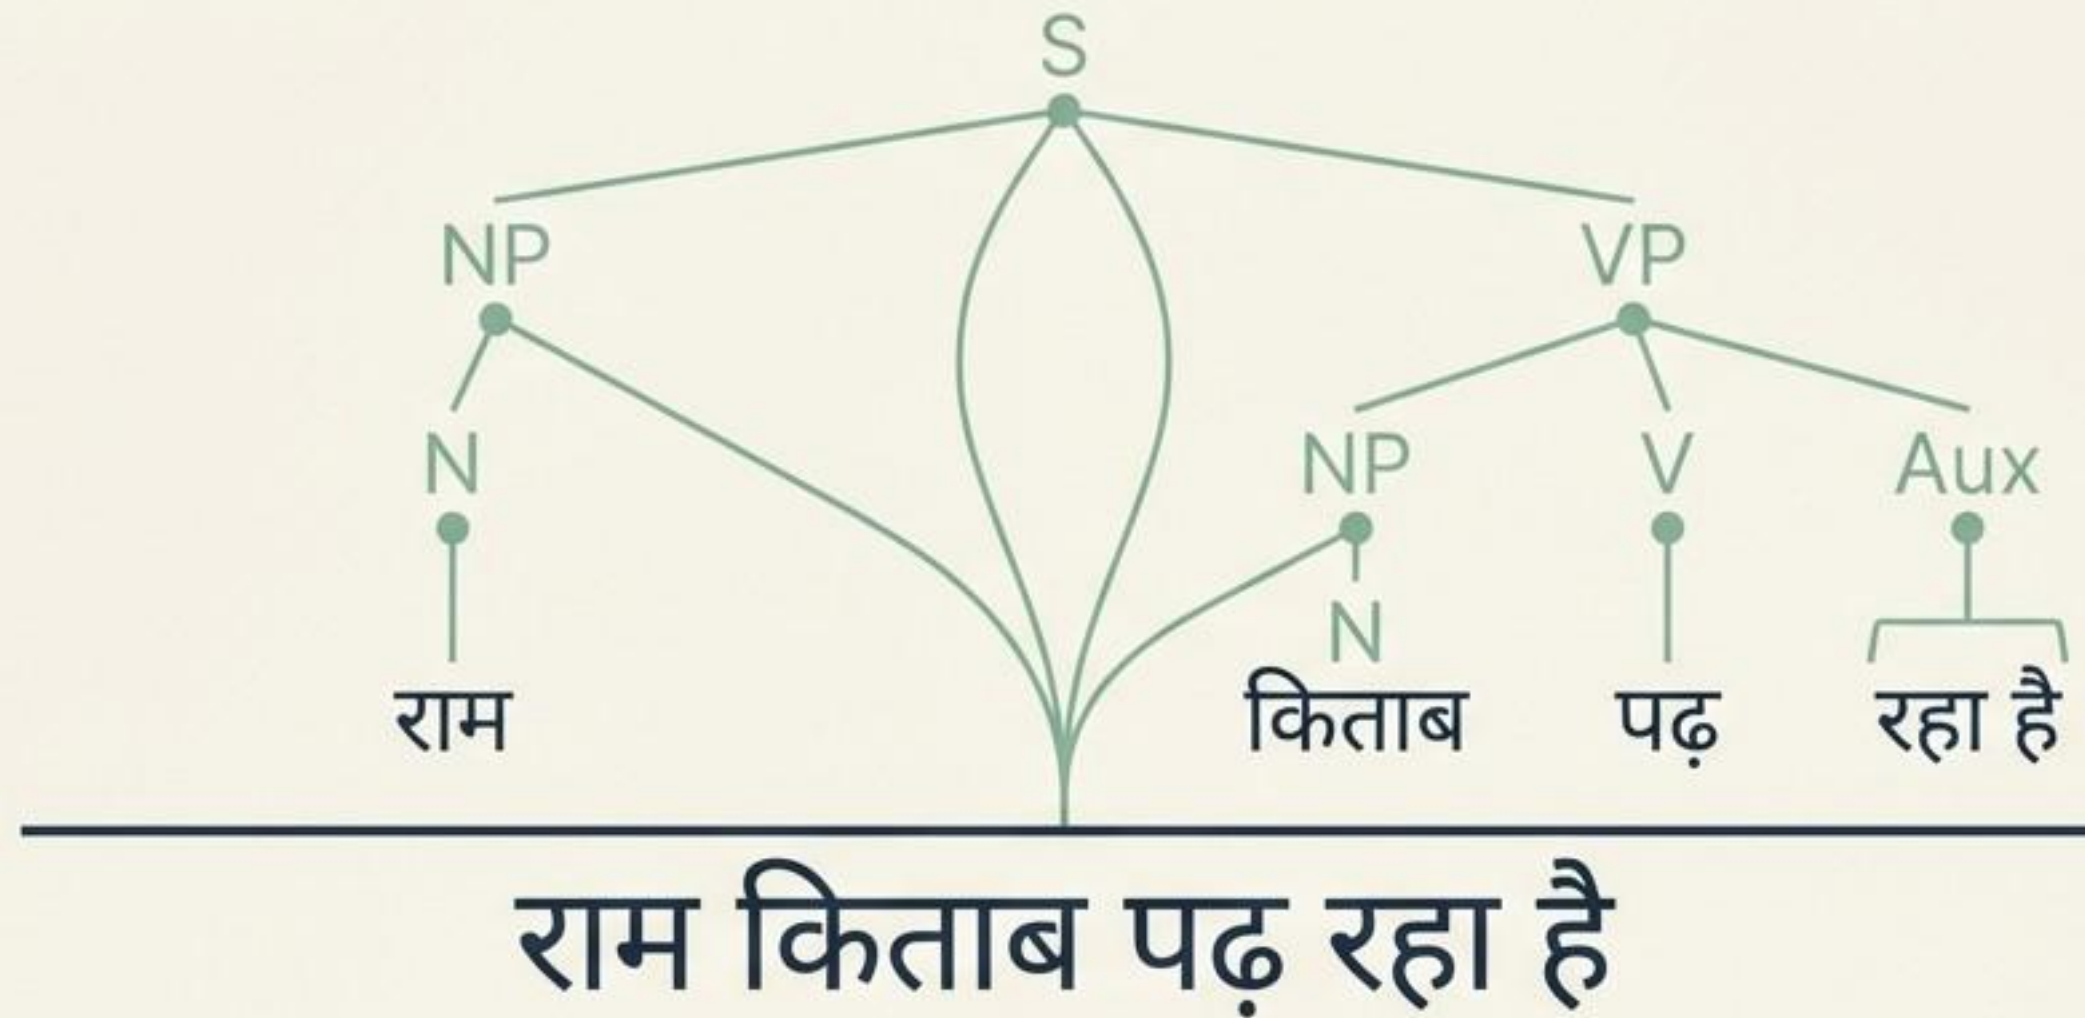 S
NP VP
N NP V Aux
N
राम किताब पढ़ रहा है
राम किताब पढ़ रहा है